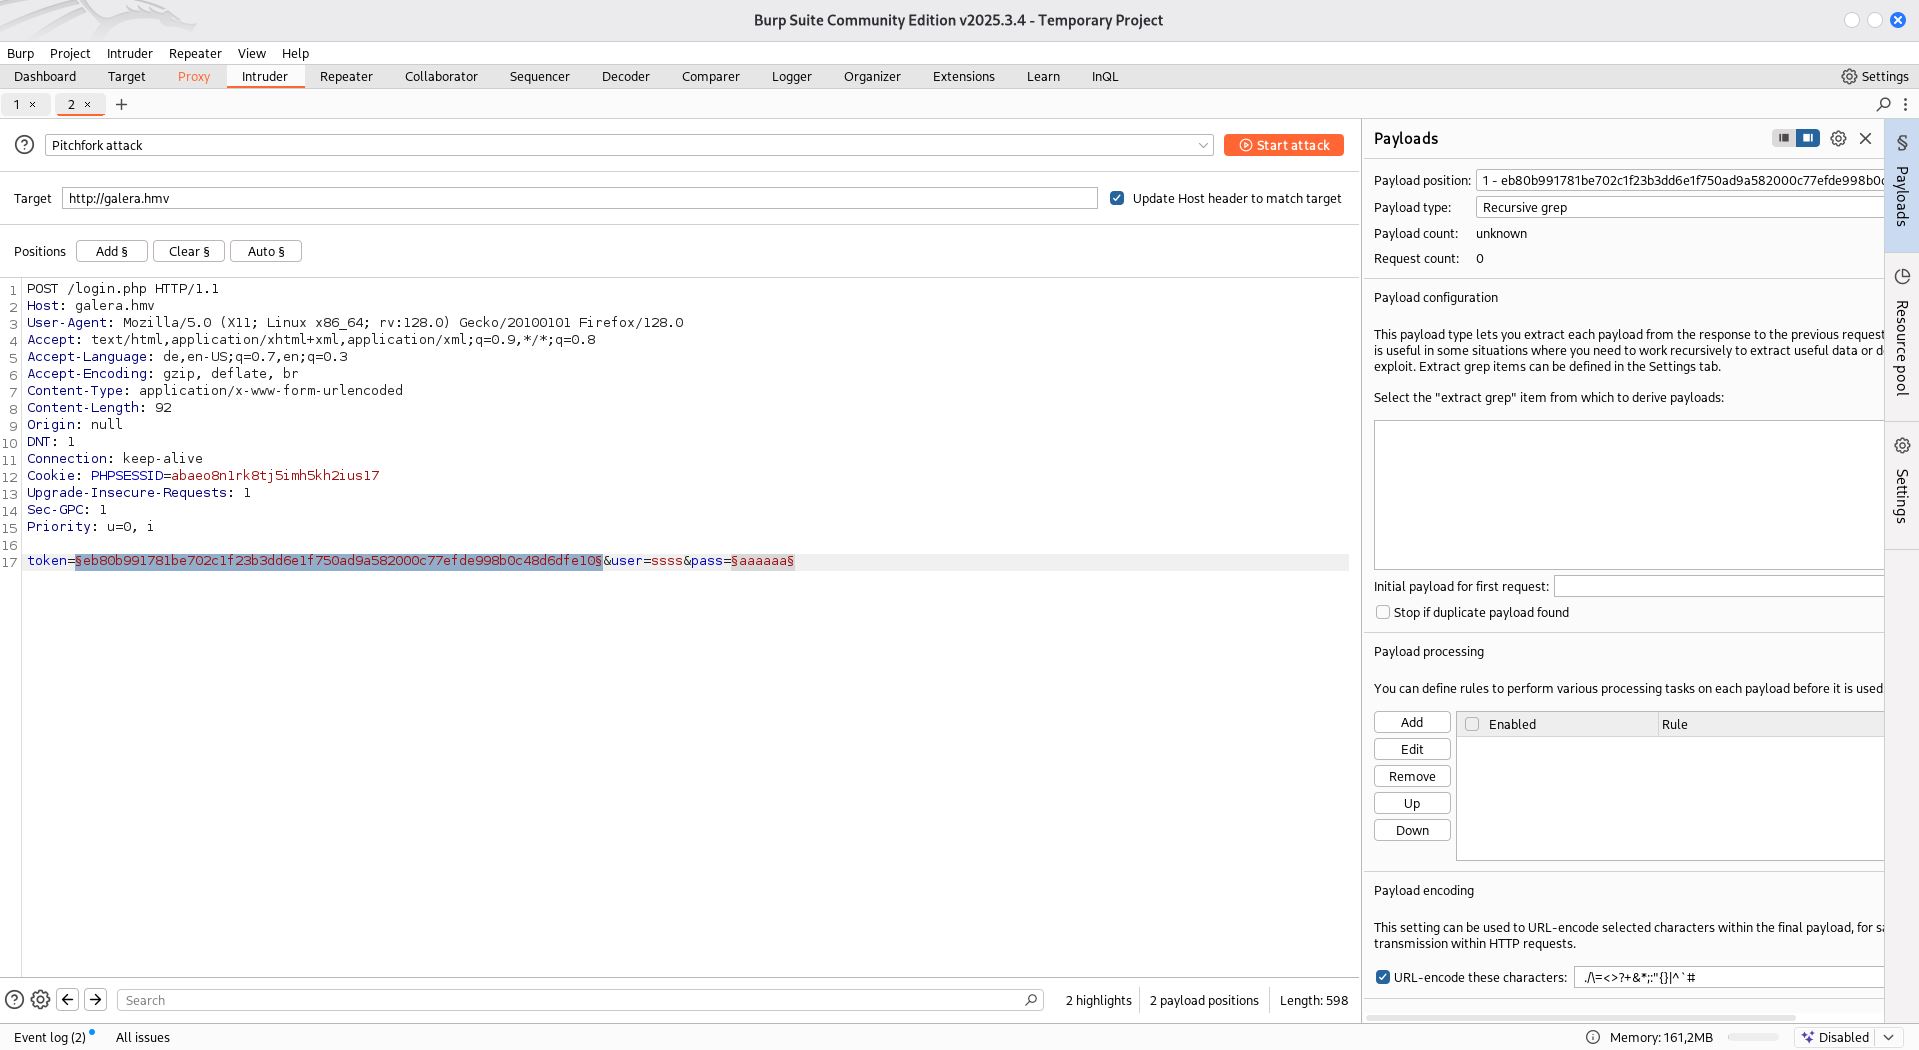 Burp Suite Community Edition v2025.3.4 - Temporary Project
Burp Project Intruder Repeater View Help
Dashboard Target Proxy Intruder Repeater Collaborator Sequencer Decoder Comparer Logger Organizer Extensions Learn InQL Settings
1 × 2 × +
Pitchfork attack Start attack
Target http://galera.hmv Update Host header to match target
Positions Add § Clear § Auto §
1 POST /login.php HTTP/1.1
2 Host: galera.hmv
3 User-Agent: Mozilla/5.0 (X11; Linux x86_64; rv:128.0) Gecko/20100101 Firefox/128.0
4 Accept: text/html,application/xhtml+xml,application/xml;q=0.9,*/*;q=0.8
5 Accept-Language: de,en-US;q=0.7,en;q=0.3
6 Accept-Encoding: gzip, deflate, br
7 Content-Type: application/x-www-form-urlencoded
8 Content-Length: 92
9 Origin: null
10 DNT: 1
11 Connection: keep-alive
12 Cookie: PHPSESSID=abaeo8n1rk8tj5imh5kh2ius17
13 Upgrade-Insecure-Requests: 1
14 Sec-GPC: 1
15 Priority: u=0, i
16
17 token=§eb80b991781be702c1f23b3dd6e1f750ad9a582000c77efde998b0c48d6dfe10§&user=ssss&pass=§aaaaaa§
Search 2 highlights 2 payload positions Length: 598
Payloads
Payload position: 1 - eb80b991781be702c1f23b3dd6e1f750ad9a582000c77efde998b0c
Payload type: Recursive grep
Payload count: unknown
Request count: 0
Payload configuration
This payload type lets you extract each payload from the response to the previous request
is useful in some situations where you need to work recursively to extract useful data or d
exploit. Extract grep items can be defined in the Settings tab.
Select the "extract grep" item from which to derive payloads:
Initial payload for first request:
Stop if duplicate payload found
Payload processing
You can define rules to perform various processing tasks on each payload before it is used
Add
Edit
Remove
Up
Down
Enabled Rule
Payload encoding
This setting can be used to URL-encode selected characters within the final payload, for sa
transmission within HTTP requests.
URL-encode these characters: ./\=<>?+&*;:"{}|^`#
§ Payloads
Resource pool
Settings
Event log (2) All issues Memory: 161,2MB Disabled